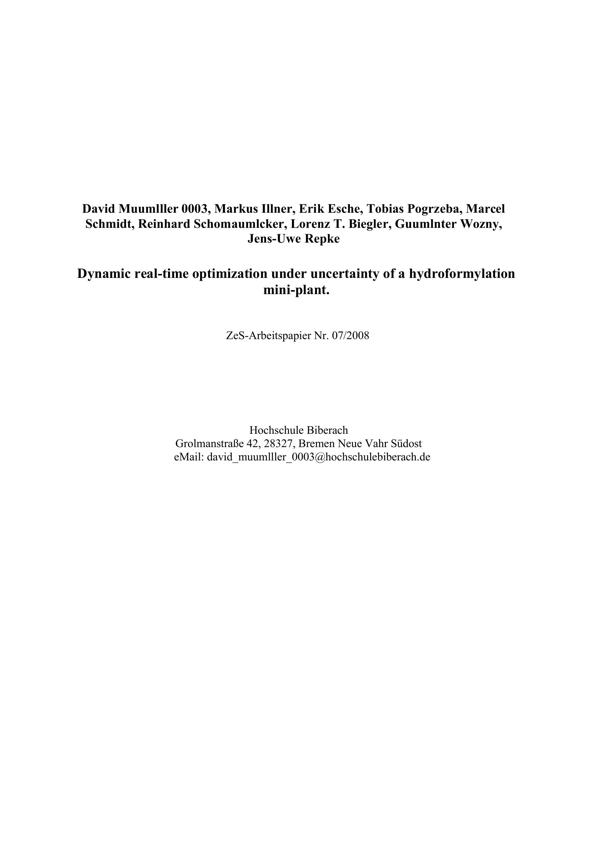 David Muumlller 0003, Markus Illner, Erik Esche, Tobias Pogrzeba, Marcel
Schmidt, Reinhard Schomaumlcker, Lorenz T. Biegler, Guumlnter Wozny,
Jens-Uwe Repke
Dynamic real-time optimization under uncertainty of a hydroformylation
mini-plant.
ZeS-Arbeitspapier Nr. 07/2008
Hochschule Biberach
Grolmanstraße 42, 28327, Bremen Neue Vahr Südost
eMail: david_muumlller_0003@hochschulebiberach.de